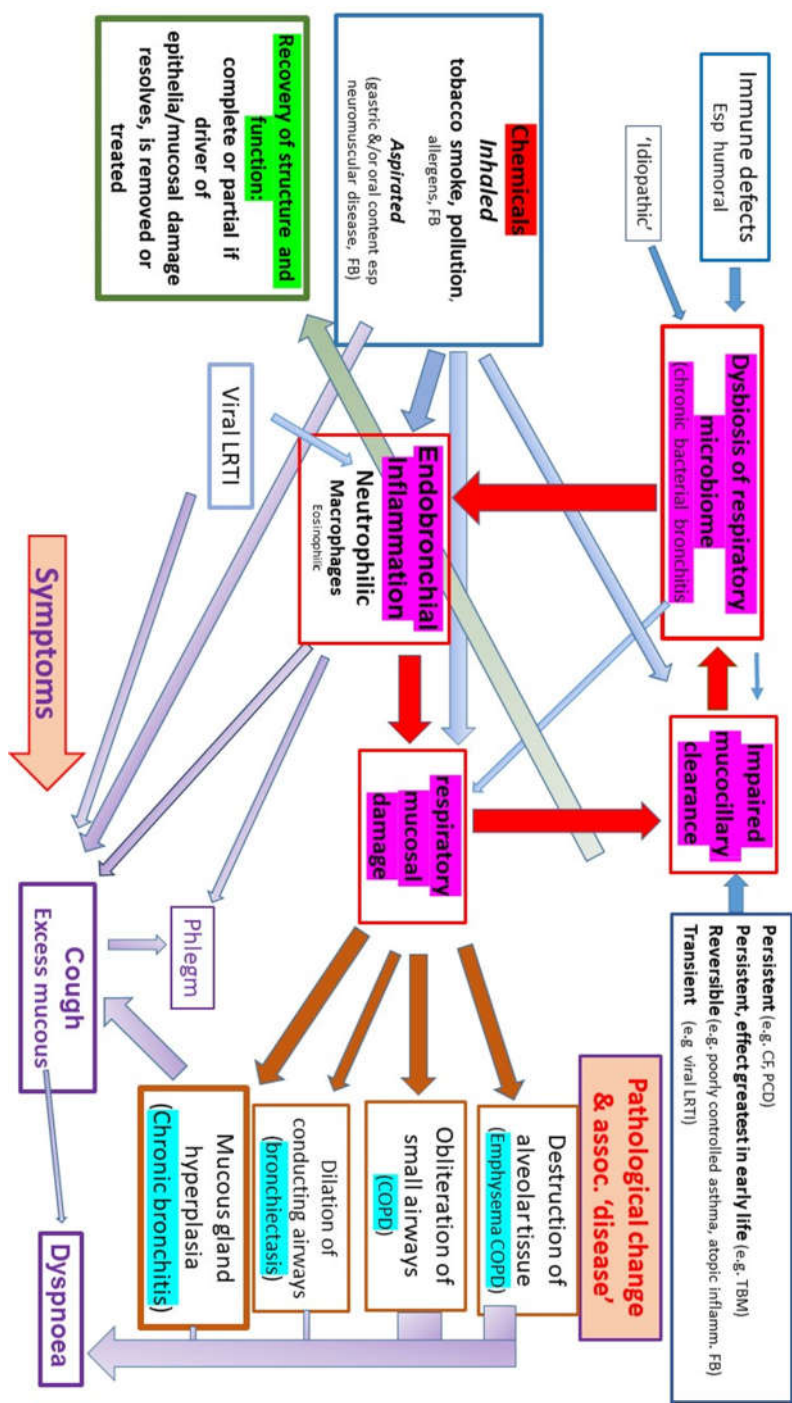 Immune defects
Esp humoral
'Idiopathic'
Dysbiosis of respiratory
microbiome
(chronic bacterial bronchitis
Impaired
mucocillary
clearance
Persistent (e.g. CF, PCD)
Persistent, effect greatest in early life (e.g. TBM)
Reversible (e.g. poorly controlled asthma, atopic inflamm. FB)
Transient (e.g viral LRTI)
Pathological change
& assoc. 'disease'
Chemicals
Inhaled
tobacco smoke, pollution,
allergens, FB
Aspirated
(gastric &/or oral content esp
neuromuscular disease, FB)
Endobronchial
Inflammation
Neutrophilic
Macrophages
Eosinophilic
respiratory
mucosal
damage
Destruction of
alveolar tissue
(Emphysema COPD)
Obliteration of
small airways
(COPD)
Dilation of
conducting airways
(bronchiectasis)
Mucous gland
hyperplasia
(Chronic bronchitis)
Recovery of structure and
function:
complete or partial if
driver of
epithelia/mucosal damage
resolves, is removed or
treated
Viral LRTI
Symptoms
Phlegm
Cough
Excess mucous
Dyspnoea